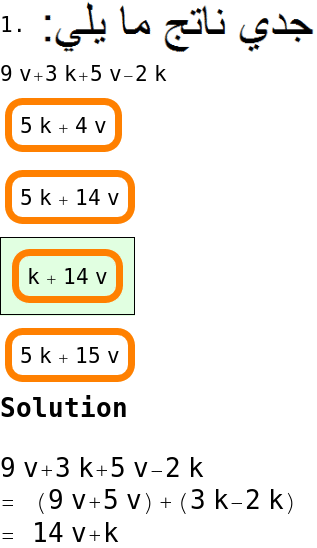 1. جدي ناتج ما يلي:
9 v+3 k+5 v−2 k
5 k + 4 v
5 k + 14 v
k + 14 v
5 k + 15 v
Solution
9 v+3 k+5 v−2 k
= (9 v+5 v)+(3 k−2 k)
= 14 v+k